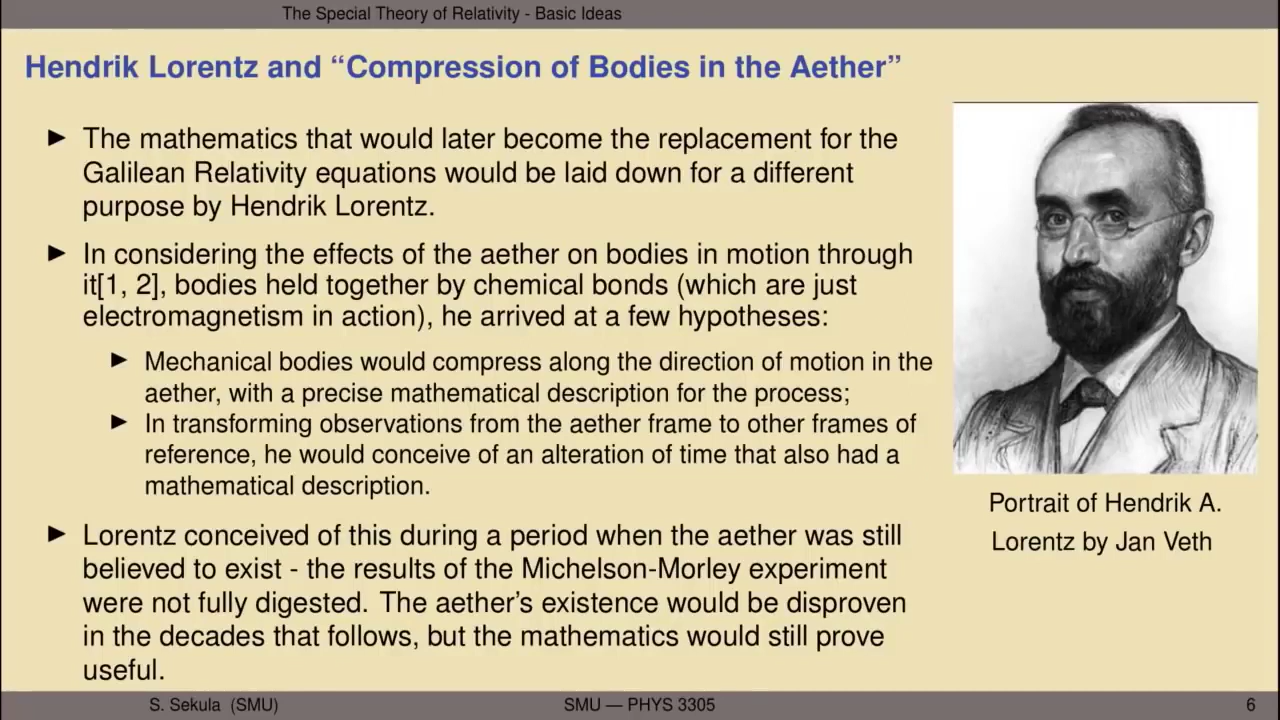 The Special Theory of Relativity - Basic Ideas
Hendrik Lorentz and “Compression of Bodies in the Aether”
► The mathematics that would later become the replacement for the
Galilean Relativity equations would be laid down for a different
purpose by Hendrik Lorentz.
► In considering the effects of the aether on bodies in motion through
it[1, 2], bodies held together by chemical bonds (which are just
electromagnetism in action), he arrived at a few hypotheses:
► Mechanical bodies would compress along the direction of motion in the
aether, with a precise mathematical description for the process;
► In transforming observations from the aether frame to other frames of
reference, he would conceive of an alteration of time that also had a
mathematical description.
► Lorentz conceived of this during a period when the aether was still
believed to exist - the results of the Michelson-Morley experiment
were not fully digested. The aether’s existence would be disproven
in the decades that follows, but the mathematics would still prove
useful.
Portrait of Hendrik A.
Lorentz by Jan Veth
S. Sekula (SMU) SMU — PHYS 3305 6